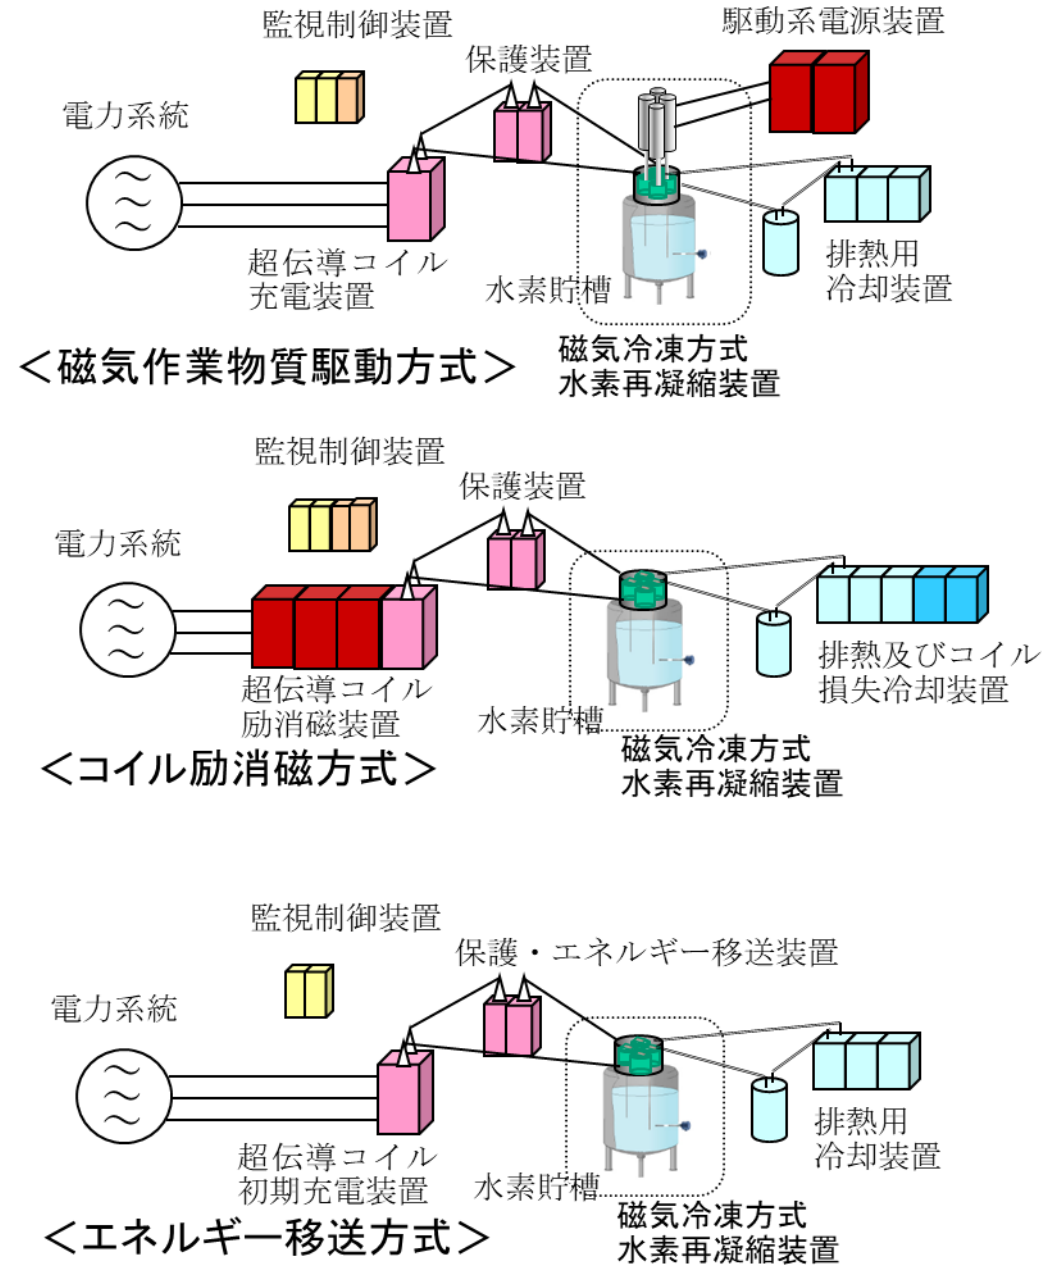 監視制御装置
駆動系電源装置
保護装置
電力系統
超伝導コイル
充電装置
水素貯槽
排熱用
冷却装置
磁気冷凍方式
水素再凝縮装置
＜磁気作業物質駆動方式＞
監視制御装置
保護装置
電力系統
超伝導コイル
励消磁装置
水素貯槽
排熱及びコイル
損失冷却装置
磁気冷凍方式
水素再凝縮装置
＜コイル励消磁方式＞
監視制御装置
保護・エネルギー移送装置
電力系統
超伝導コイル
初期充電装置
水素貯槽
排熱用
冷却装置
磁気冷凍方式
水素再凝縮装置
＜エネルギー移送方式＞